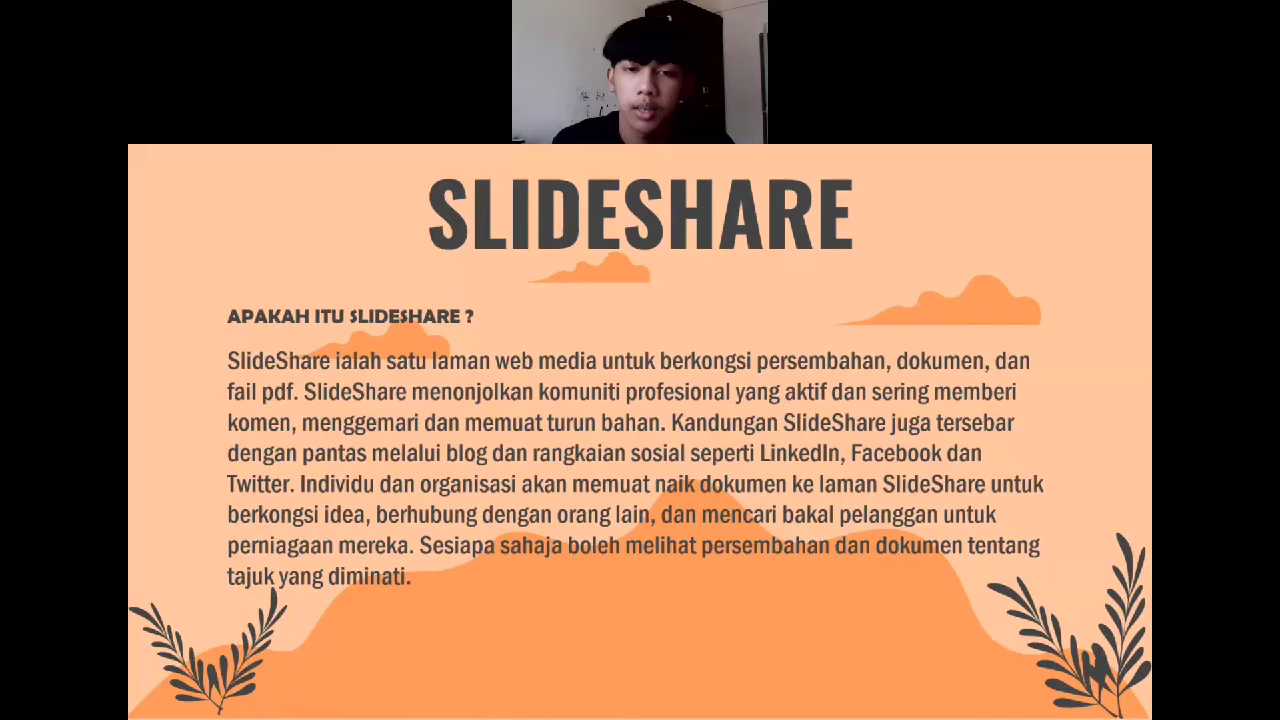 SLIDESHARE
APAKAH ITU SLIDESHARE ?
SlideShare ialah satu laman web media untuk berkongsi persembahan, dokumen, dan
fail pdf. SlideShare menonjolkan komuniti profesional yang aktif dan sering memberi
komen, menggemari dan memuat turun bahan. Kandungan SlideShare juga tersebar
dengan pantas melalui blog dan rangkaian sosial seperti LinkedIn, Facebook dan
Twitter. Individu dan organisasi akan memuat naik dokumen ke laman SlideShare untuk
berkongsi idea, berhubung dengan orang lain, dan mencari bakal pelanggan untuk
perniagaan mereka. Sesiapa sahaja boleh melihat persembahan dan dokumen tentang
tajuk yang diminati.